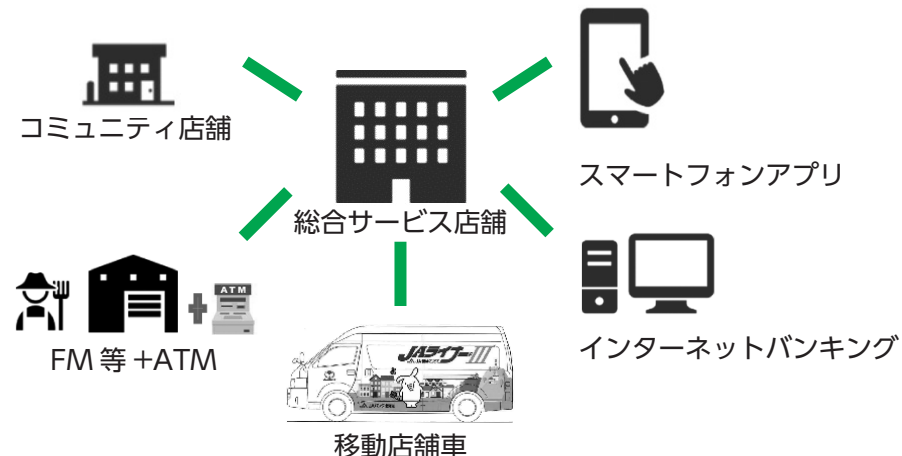 コミュニティ店舗
総合サービス店舗
スマートフォンアプリ
ATM
FM 等 +ATM
JAライナーIII
インターネットバンキング
移動店舗車